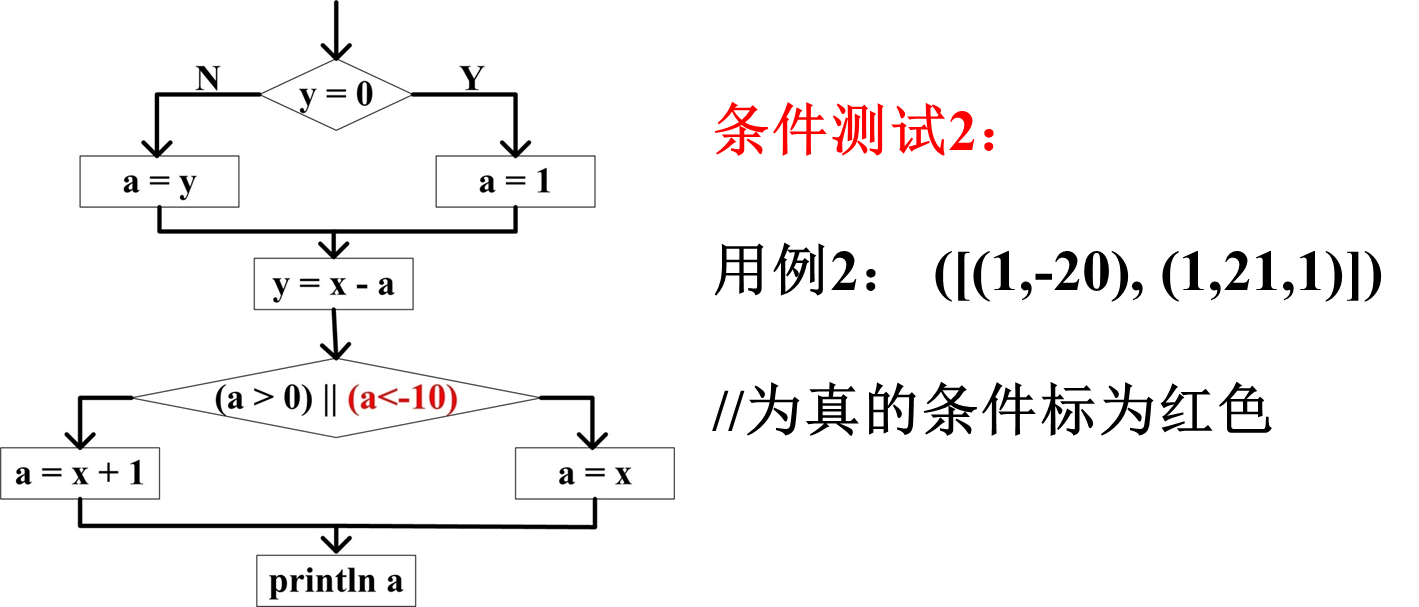 N
Y
y = 0
a = y
a = 1
y = x - a
(a > 0) || (a<-10)
a = x + 1
a = x
println a
条件测试2：
用例2： ([(1,-20), (1,21,1)])
//为真的条件标为红色